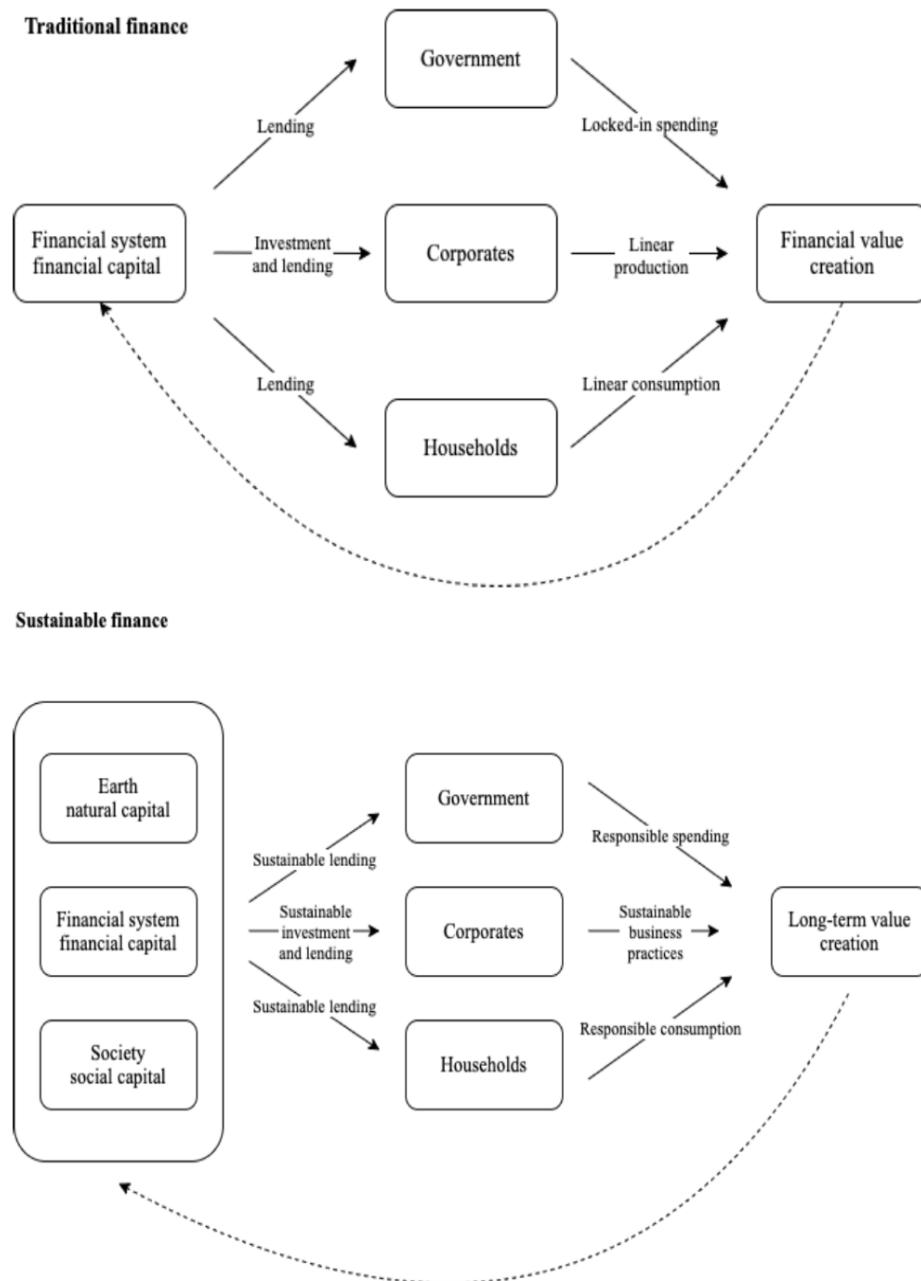 Traditional finance
Government
Lending
Locked-in spending
Financial system
financial capital
Investment
and lending
Corporates
Linear
production
Financial value
creation
Lending
Linear consumption
Households
Sustainable finance
Earth
natural capital
Government
Sustainable lending
Responsible spending
Financial system
financial capital
Sustainable
investment
and lending
Corporates
Sustainable
business
practices
Long-term value
creation
Sustainable lending
Responsible consumption
Society
social capital
Households